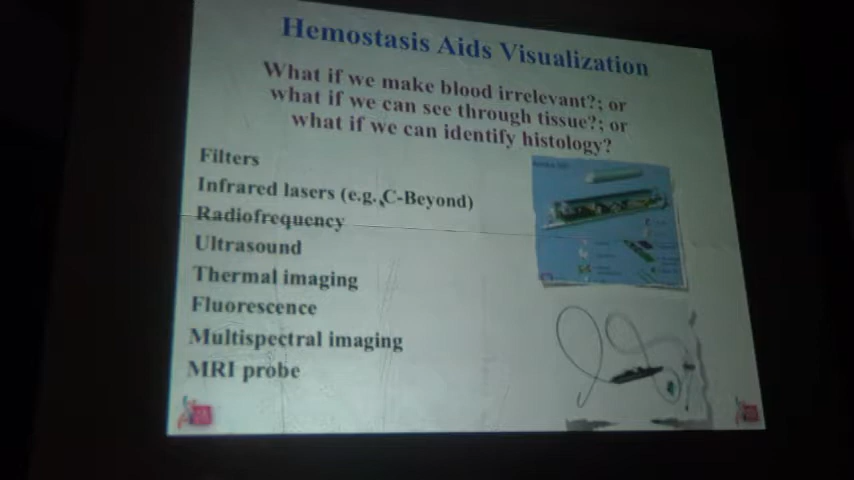 Hemostasis Aids Visualization
What if we make blood irrelevant?; or
what if we can see through tissue?; or
what if we can identify histology?
Filters
Infrared lasers (e.g., C-Beyond)
Radiofrequency
Ultrasound
Thermal imaging
Fluorescence
Multispectral imaging
MRI probe